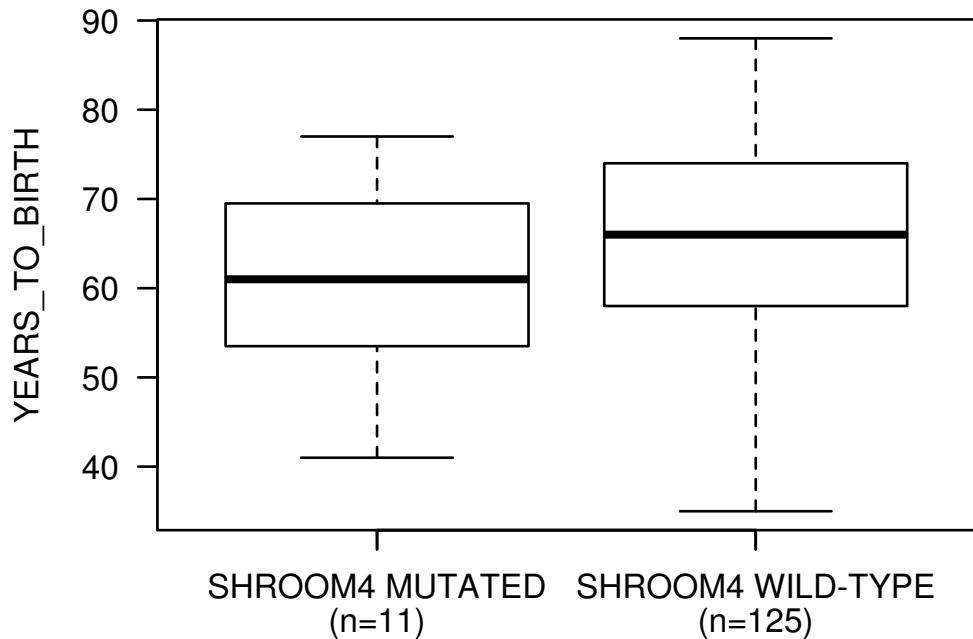 90
80
70
60
50
40
YEARS_TO_BIRTH
SHROOM4 MUTATED
(n=11)
SHROOM4 WILD-TYPE
(n=125)